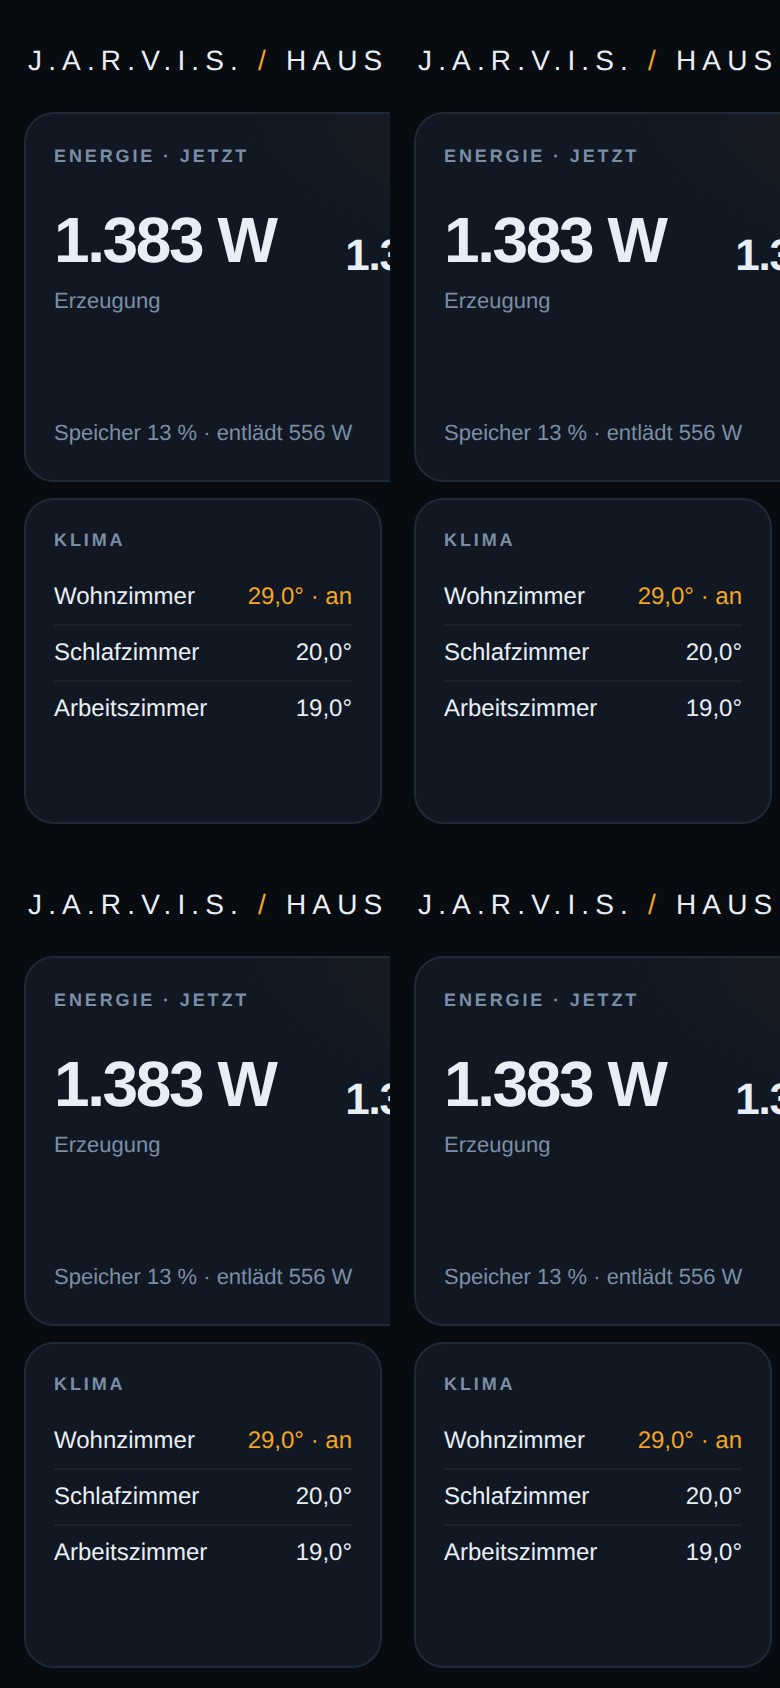 J.A.R.V.I.S. / HAUS
ENERGIE · JETZT
1.383 W
Erzeugung
Speicher 13 % · entlädt 556 W
KLIMA
Wohnzimmer 29,0° · an
Schlafzimmer 20,0°
Arbeitszimmer 19,0°
J.A.R.V.I.S. / HAUS
ENERGIE · JETZT
1.383 W
Erzeugung
Speicher 13 % · entlädt 556 W
KLIMA
Wohnzimmer 29,0° · an
Schlafzimmer 20,0°
Arbeitszimmer 19,0°
J.A.R.V.I.S. / HAUS
ENERGIE · JETZT
1.383 W
Erzeugung
Speicher 13 % · entlädt 556 W
KLIMA
Wohnzimmer 29,0° · an
Schlafzimmer 20,0°
Arbeitszimmer 19,0°
J.A.R.V.I.S. / HAUS
ENERGIE · JETZT
1.383 W
Erzeugung
Speicher 13 % · entlädt 556 W
KLIMA
Wohnzimmer 29,0° · an
Schlafzimmer 20,0°
Arbeitszimmer 19,0°